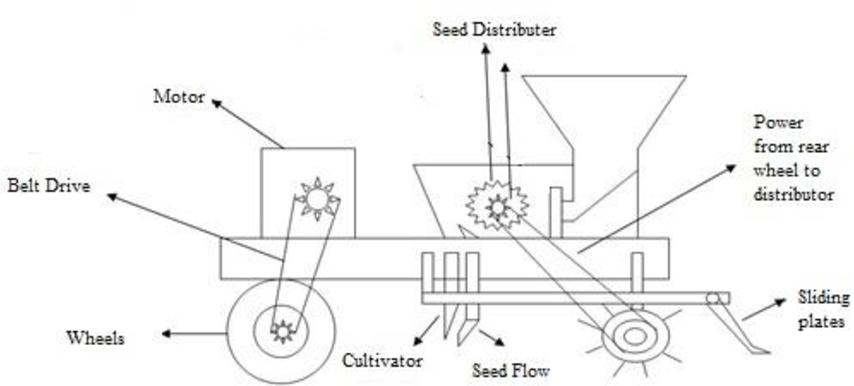 Seed Distributer
Motor
Power
from rear
wheel to
distributor
Belt Drive
Sliding
plates
Wheels
Cultivator
Seed Flow